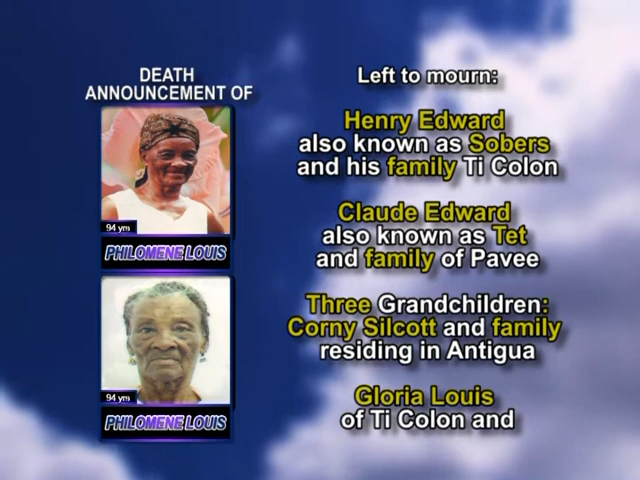 DEATH
ANNOUNCEMENT OF
94 yrs
PHILOMENE LOUIS
94 yrs
PHILOMENE LOUIS
Left to mourn:
Henry Edward
also known as Sobers
and his family Ti Colon
Claude Edward
also known as Tet
and family of Pavee
Three Grandchildren:
Corny Silcott and family
residing in Antigua
Gloria Louis
of Ti Colon and